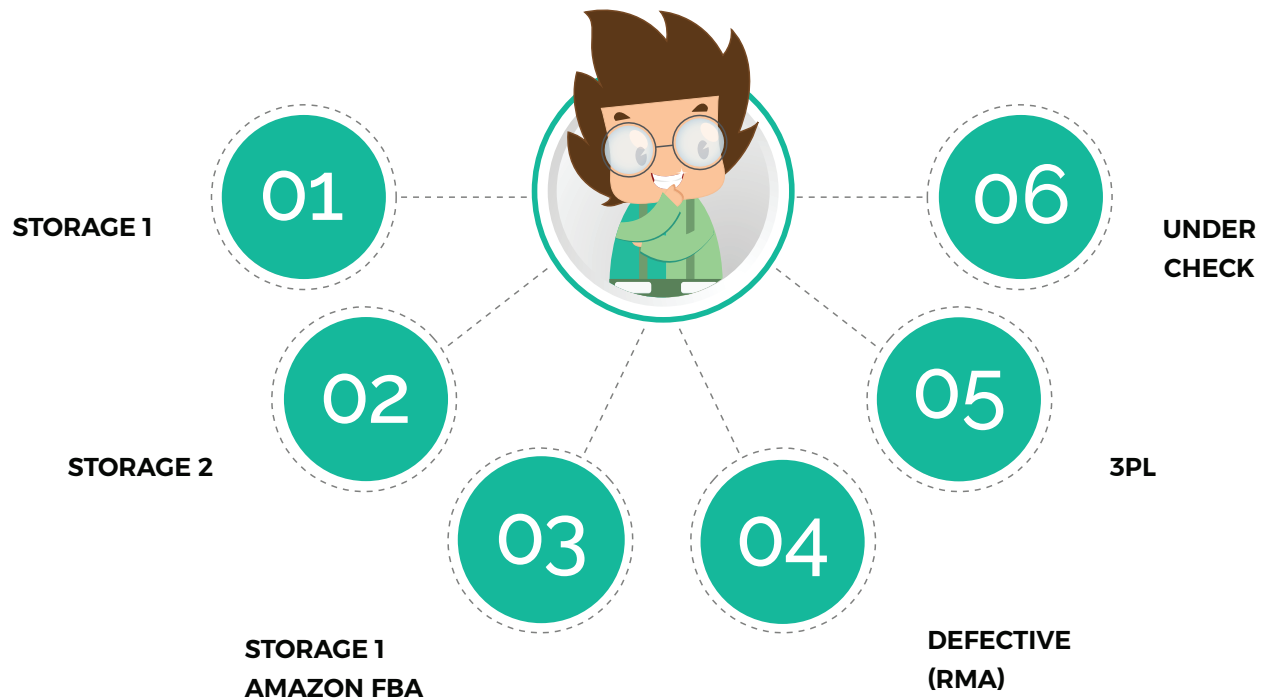 01
STORAGE 1
02
STORAGE 2
03
STORAGE 1
AMAZON FBA
04
DEFECTIVE
(RMA)
05
3PL
06
UNDER
CHECK